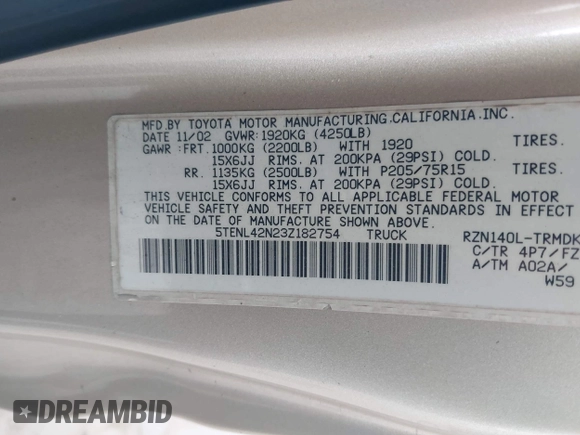 MFD.BY TOYOTA MOTOR MANUFACTURING.CALIFORNIA.INC.
DATE 11/02 GVWR:1920KG (4250LB)
GAWR: FRT.1000KG (2200LB) WITH 1920 TIRES.
15X6JJ RIMS. AT 200KPA (29PSI) COLD.
RR. 1135KG (2500LB) WITH P205/75R15 TIRES.
15X6JJ RIMS. AT 200KPA (29PSI) COLD.
THIS VEHICLE CONFORMS TO ALL APPLICABLE FEDERAL MOTOR
VEHICLE SAFETY AND THEFT PREVENTION STANDARDS IN EFFECT
ON THE DATE OF MANUFACTURE SHOWN ABOVE.
5TENL42N23Z182754 TRUCK RZN140L-TRMDK
C/TR 4P7/FZ
A/TM A02A/
W59
DREAMBID